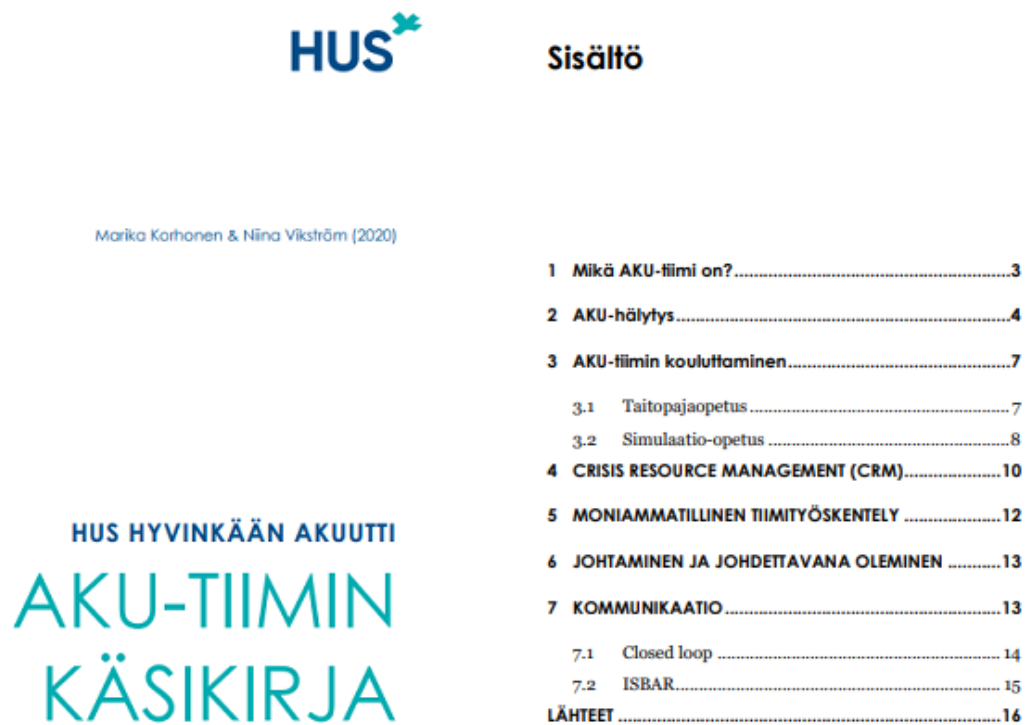 HUS
Marika Korhonen & Niina Vikström (2020)
HUS HYVINKÄÄN AKUUTTI
AKU-TIIMIN
KÄSIKIRJA
Sisältö
1 Mikä AKU-tiimi on?...3
2 AKU-hälytys...4
3 AKU-tiimin kouluttaminen...7
3.1 Taitopajaopetus...7
3.2 Simulaatio-opetus...8
4 CRISIS RESOURCE MANAGEMENT (CRM)...10
5 MONIAMMATILLINEN TIIMITYÖSKENTELY...12
6 JOHTAMINEN JA JOHDETTAVANA OLEMINEN...13
7 KOMMUNIKAATIO...13
7.1 Closed loop...14
7.2 ISBAR...15
LÄHTEET...16